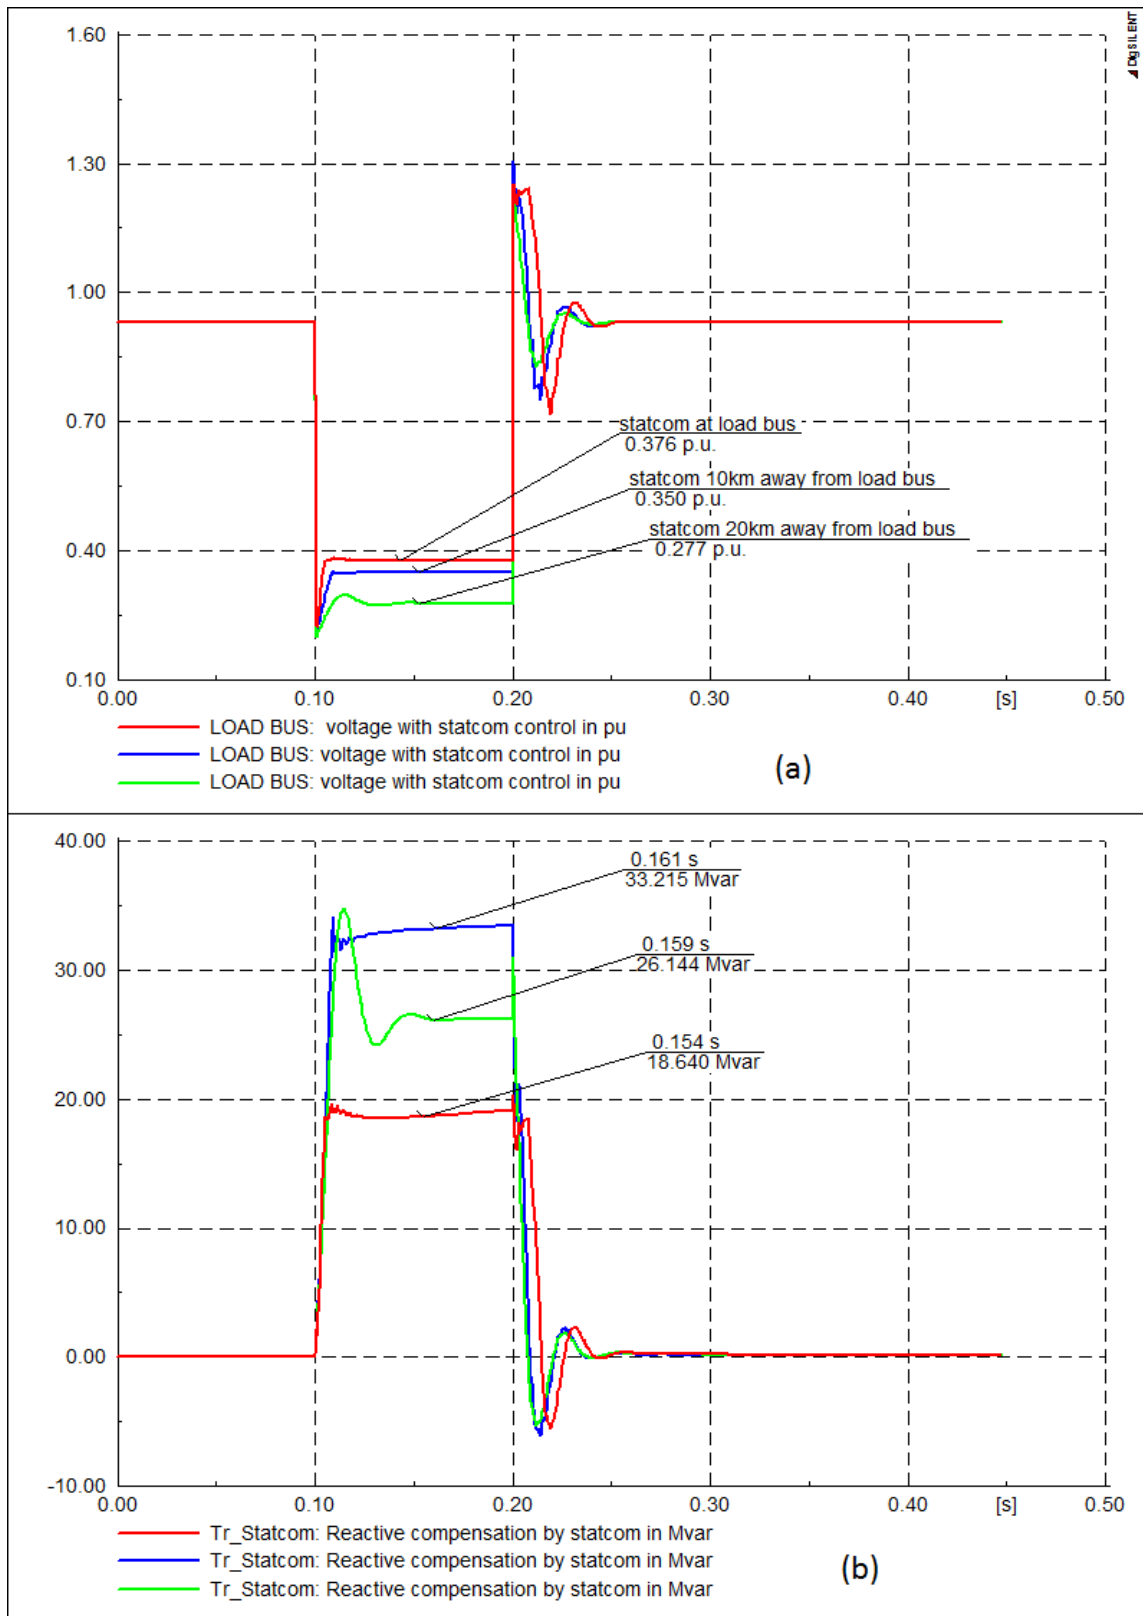 1.60
DIgSILENT
1.30
1.00
0.70
statcom at load bus
0.376 p.u.
statcom 10km away from load bus
0.350 p.u.
statcom 20km away from load bus
0.277 p.u.
0.40
0.10
0.00 0.10 0.20 0.30 0.40 [s] 0.50
LOAD BUS: voltage with statcom control in pu
LOAD BUS: voltage with statcom control in pu
LOAD BUS: voltage with statcom control in pu
(a)
40.00
0.161 s
33.215 Mvar
0.159 s
26.144 Mvar
30.00
0.154 s
18.640 Mvar
20.00
10.00
0.00
-10.00
0.00 0.10 0.20 0.30 0.40 [s] 0.50
Tr_Statcom: Reactive compensation by statcom in Mvar
Tr_Statcom: Reactive compensation by statcom in Mvar
Tr_Statcom: Reactive compensation by statcom in Mvar
(b)